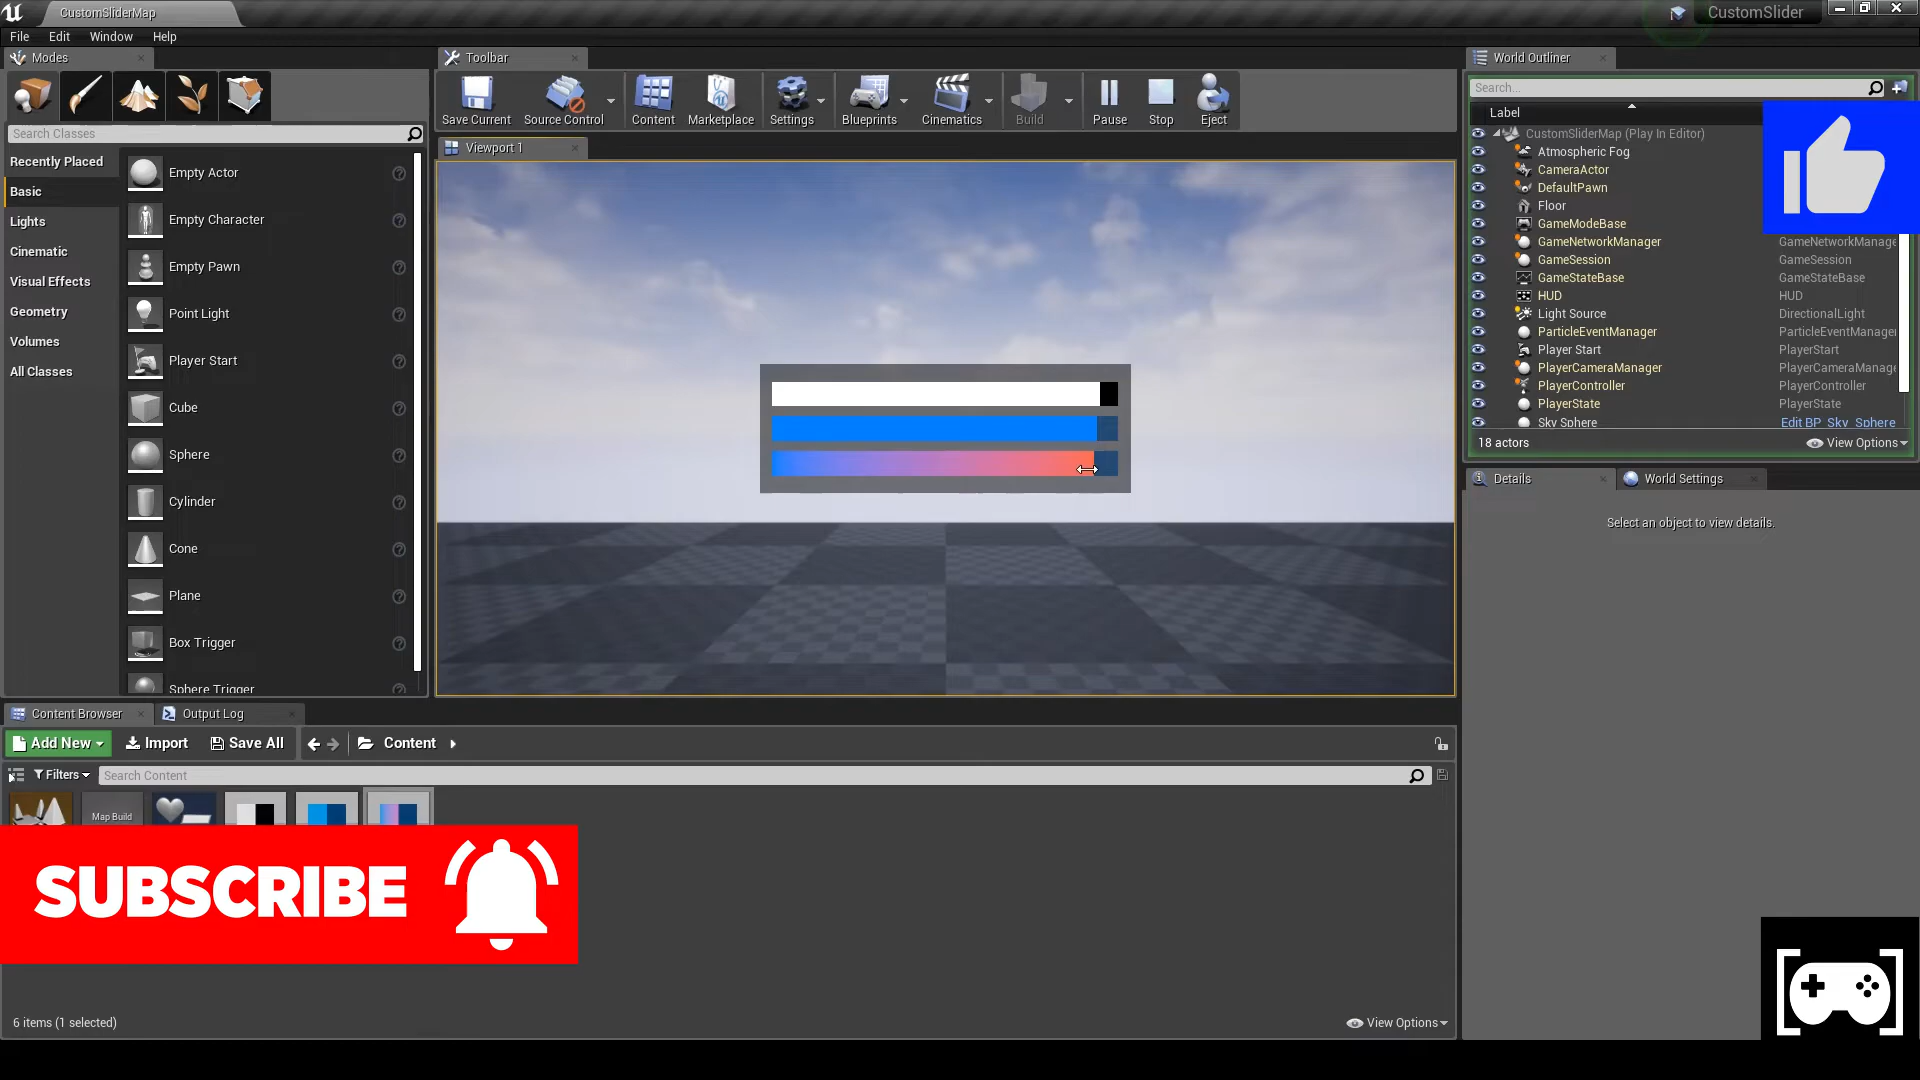 CustomSliderMap
CustomSlider
File Edit Window Help
Modes
Toolbar
World Outliner
Save Current
Source Control
Content
Marketplace
Settings
Blueprints
Cinematics
Build
Pause
Stop
Eject
Search...
Label
Search Classes
Viewport 1
Recently Placed
Basic
Lights
Cinematic
Visual Effects
Geometry
Volumes
All Classes
Empty Actor
Empty Character
Empty Pawn
Point Light
Player Start
Cube
Sphere
Cylinder
Cone
Plane
Box Trigger
Sphere Trigger
CustomSliderMap (Play In Editor)
Atmospheric Fog
CameraActor
DefaultPawn
Floor
GameModeBase
GameNetworkManager GameNetworkManage
GameSession GameSession
GameStateBase GameStateBase
HUD HUD
Light Source DirectionalLight
ParticleEventManager ParticleEventManager
Player Start PlayerStart
PlayerCameraManager PlayerCameraManage
PlayerController PlayerController
PlayerState PlayerState
Sky Sphere Edit BP_Sky_Sphere
18 actors
View Options
Details
World Settings
Select an object to view details.
Content Browser
Output Log
Add New
Import
Save All
Content
Filters
Search Content
Map Build
SUBSCRIBE
6 items (1 selected)
View Options